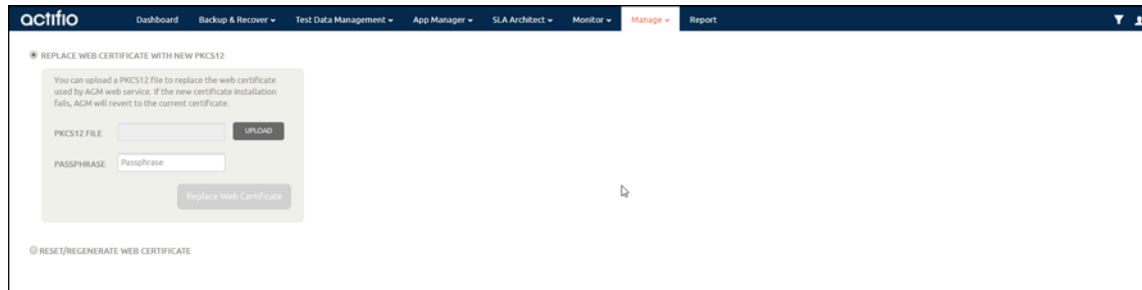 actifio Dashboard Backup & Recover Test Data Management App Manager SLA Architect Monitor Manage Report
REPLACE WEB CERTIFICATE WITH NEW PKCS12
You can upload a PKCS12 file to replace the web certificate
used by AGM web service. If the new certificate installation
fails, AGM will revert to the current certificate.
PKCS12 FILE UPLOAD
PASSPHRASE Passphrase
Replace Web Certificate
RESET/REGENERATE WEB CERTIFICATE